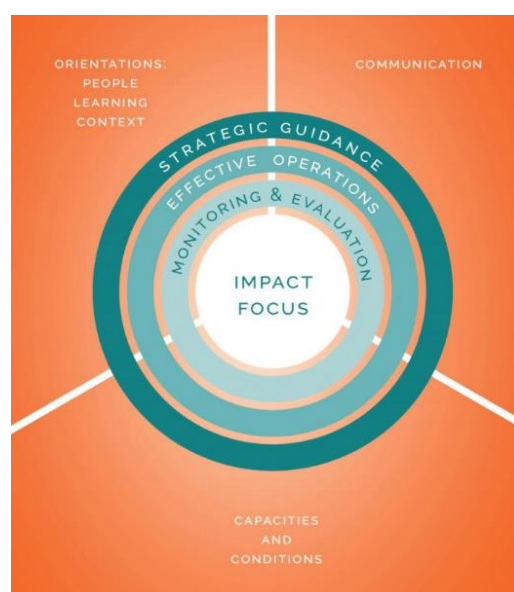 ORIENTATIONS:
PEOPLE
LEARNING
CONTEXT
COMMUNICATION
STRATEGIC GUIDANCE
EFFECTIVE OPERATIONS
MONITORING & EVALUATION
IMPACT
FOCUS
CAPACITIES
AND
CONDITIONS